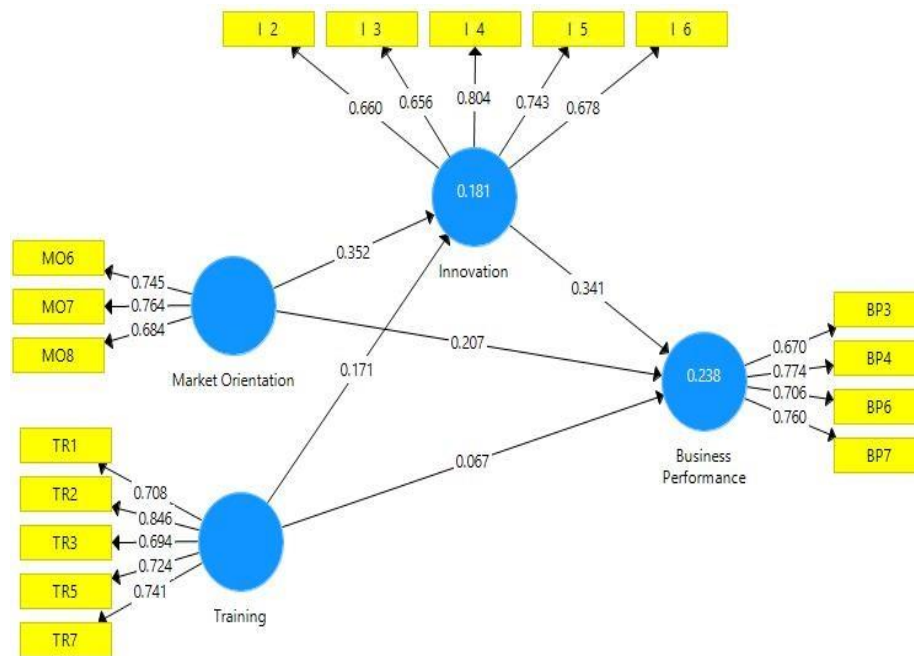 I 2
I 3
I 4
I 5
I 6
0.660
0.656
0.804
0.743
0.678
0.181
Innovation
MO6
MO7
MO8
0.745
0.764
0.684
Market Orientation
0.352
0.171
0.341
0.207
0.067
0.238
Business
Performance
0.670
0.774
0.706
0.760
BP3
BP4
BP6
BP7
TR1
TR2
TR3
TR5
TR7
0.708
0.846
0.694
0.724
0.741
Training